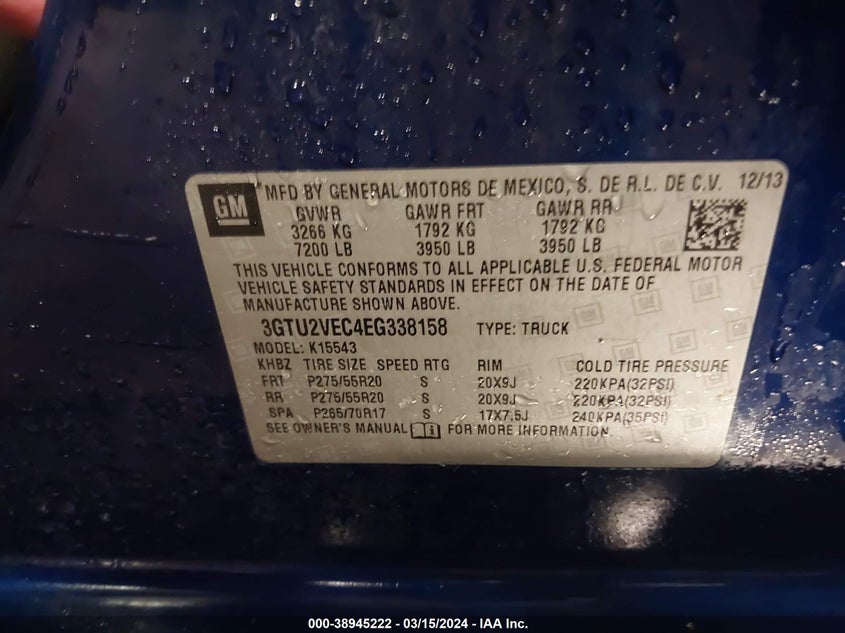 GM MFD BY GENERAL MOTORS DE MEXICO, S. DE R.L. DE C.V. 12/13
GVWR GAWR FRT GAWR RR
3266 KG 1792 KG 1792 KG
7200 LB 3950 LB 3950 LB
THIS VEHICLE CONFORMS TO ALL APPLICABLE U.S. FEDERAL MOTOR
VEHICLE SAFETY STANDARDS IN EFFECT ON THE DATE OF
MANUFACTURE SHOWN ABOVE.
3GTU2VEC4EG338158 TYPE: TRUCK
MODEL: K15543
KHBZ TIRE SIZE SPEED RTG RIM COLD TIRE PRESSURE
FRT P275/55R20 S 20X9J 220KPA(32PSI)
RR P275/55R20 S 20X9J 220KPA(32PSI)
SPA P265/70R17 S 17X7.5J 240KPA(35PSI)
SEE OWNER'S MANUAL FOR MORE INFORMATION.
000-38945222 - 03/15/2024 - IAA Inc.